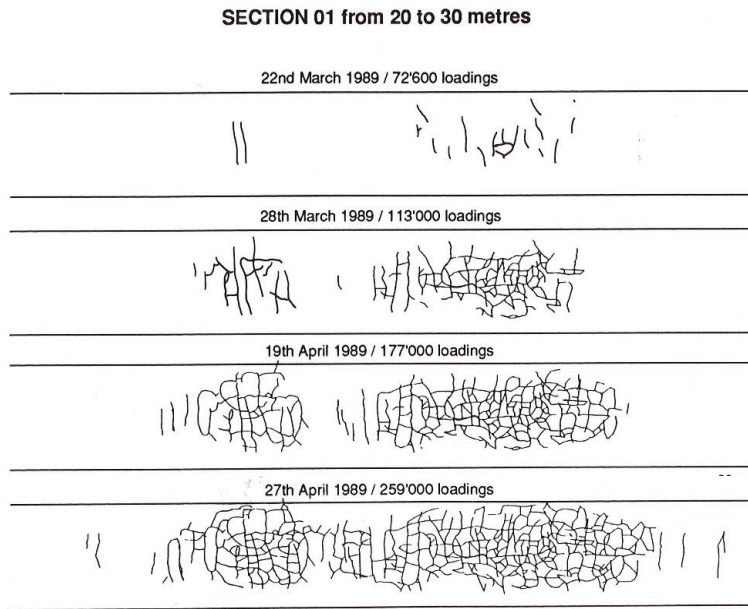 SECTION 01 from 20 to 30 metres
22nd March 1989 / 72'600 loadings
28th March 1989 / 113'000 loadings
19th April 1989 / 177'000 loadings
27th April 1989 / 259'000 loadings